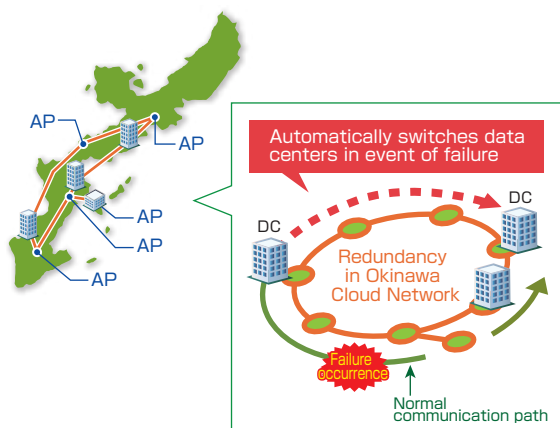 AP
AP
AP
AP
AP
Automatically switches data
centers in event of failure
DC
DC
Redundancy
in Okinawa
Cloud Network
Failure
occurrence
Normal
communication path